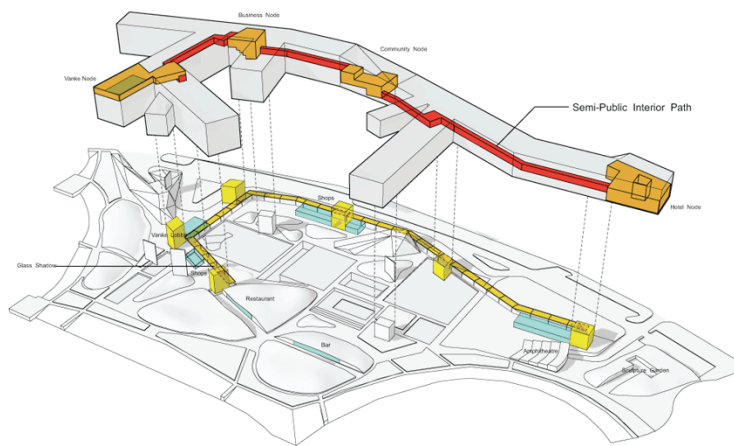 Business Node
Community Node
Vanke Node
Semi-Public Interior Path
Hotel Node
Shops
Vanke Lobby
Glass Shadow
Shops
Restaurant
Bar
Amphitheatre
Sculpture Garden